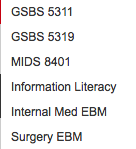 GSBS 5311
GSBS 5319
MIDS 8401
Information Literacy
Internal Med EBM
Surgery EBM